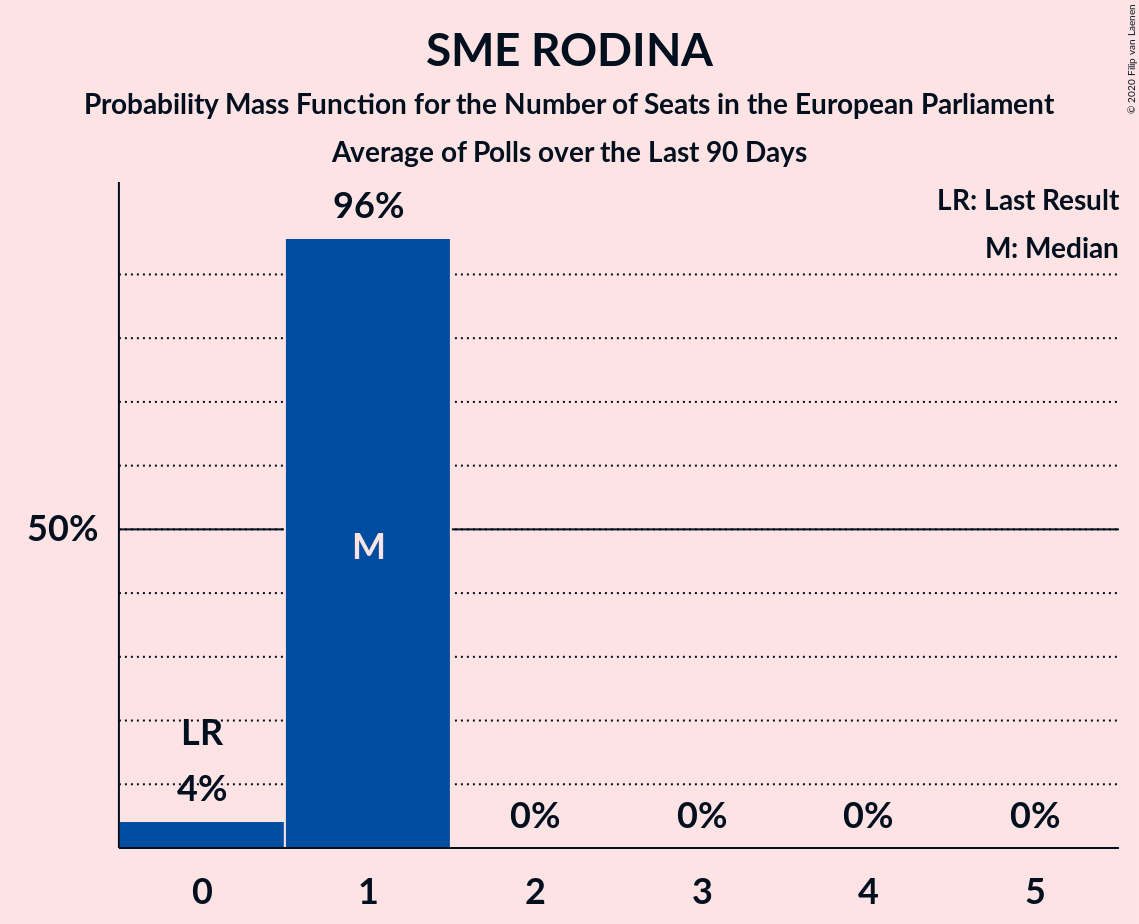 SME RODINA
Probability Mass Function for the Number of Seats in the European Parliament
Average of Polls over the Last 90 Days
© 2020 Filip van Laenen
LR: Last Result
M: Median
96%
50%
M
LR
4%
0%
0%
0%
0%
0
1
2
3
4
5